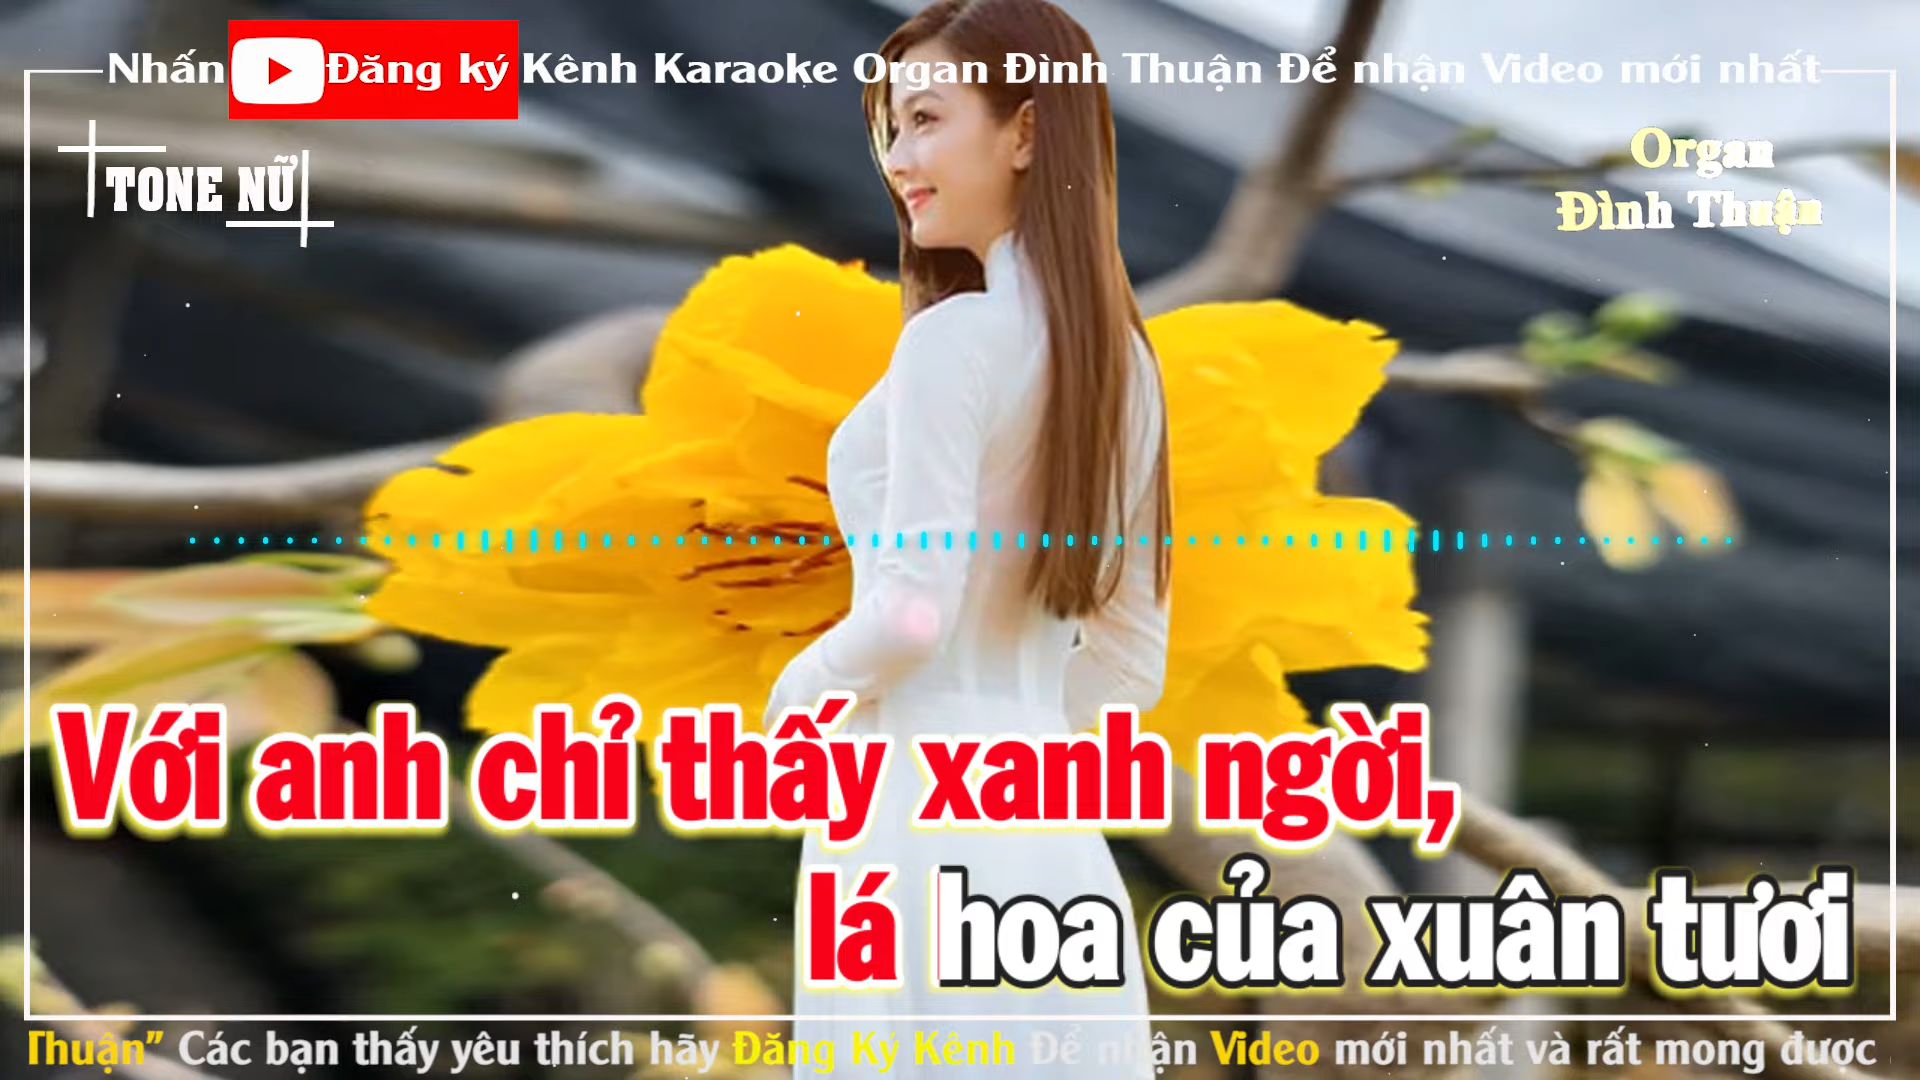 Nhấn Đăng ký Kênh Karaoke Organ Đình Thuận Để nhận Video mới nhất
TONE NỮ
Organ
Đình Thuận
Với anh chỉ thấy xanh ngời,
lá hoa của xuân tươi
Thuận” Các bạn thấy yêu thích hãy Đăng Ký Kênh Để nhận Video mới nhất và rất mong được